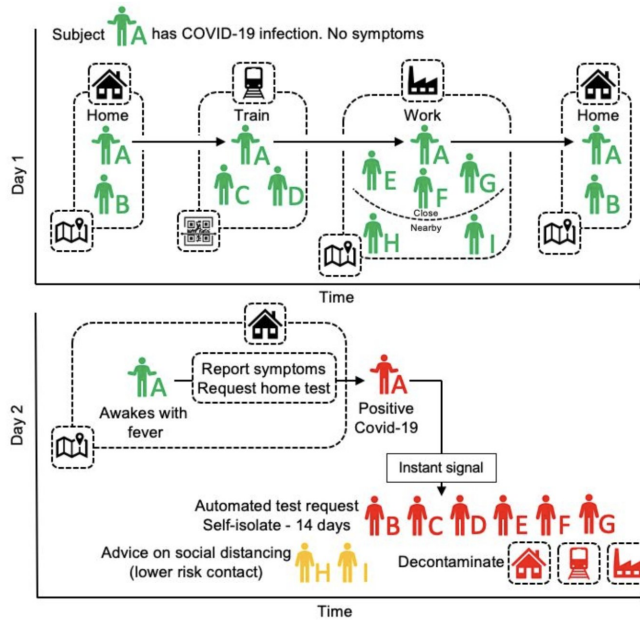 Subject A has COVID-19 infection. No symptoms
Home
Train
Work
Home
A
A
A
A
B
C D
E F G
B
Close
Nearby
H I
Day 1
Time
A
Awakes with
fever
Report symptoms
Request home test
A
Positive
Covid-19
Instant signal
Automated test request
Self-isolate - 14 days
B C D E F G
Advice on social distancing
(lower risk contact)
H I
Decontaminate
Day 2
Time